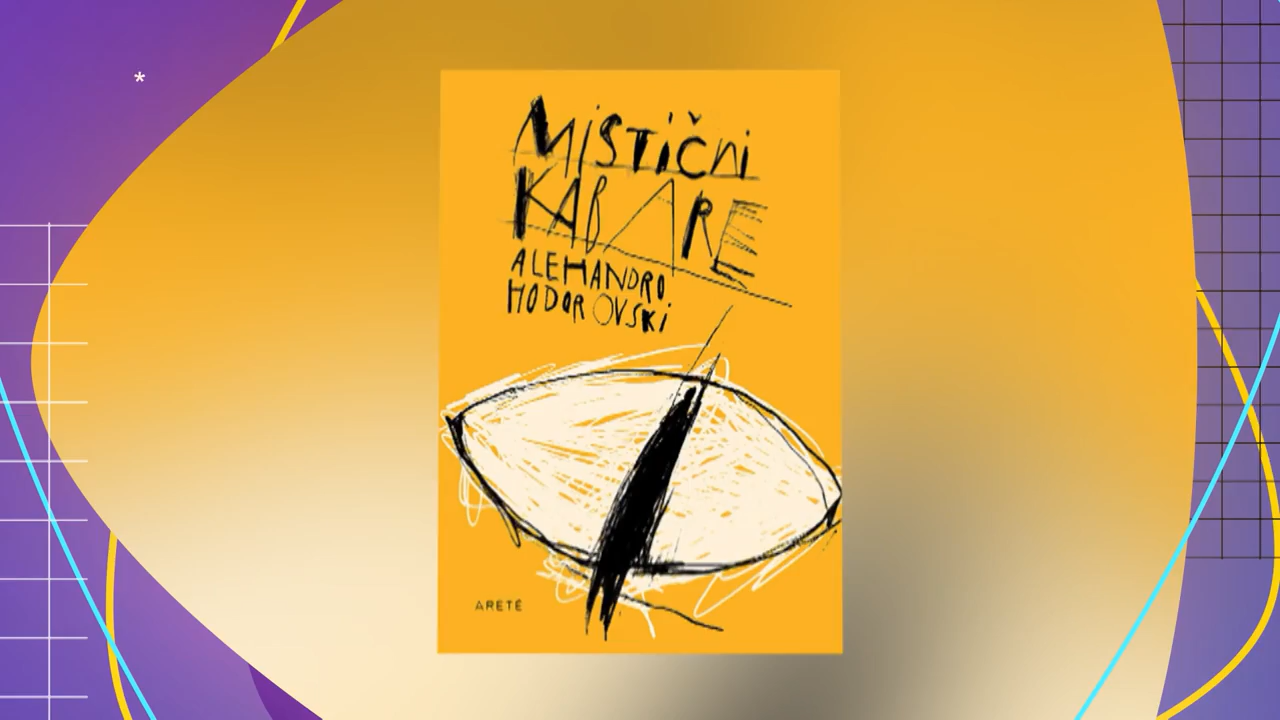 *
MISTIČNI
KABARE
ALEHANDRO
HODOROVSKI
ARETÉ